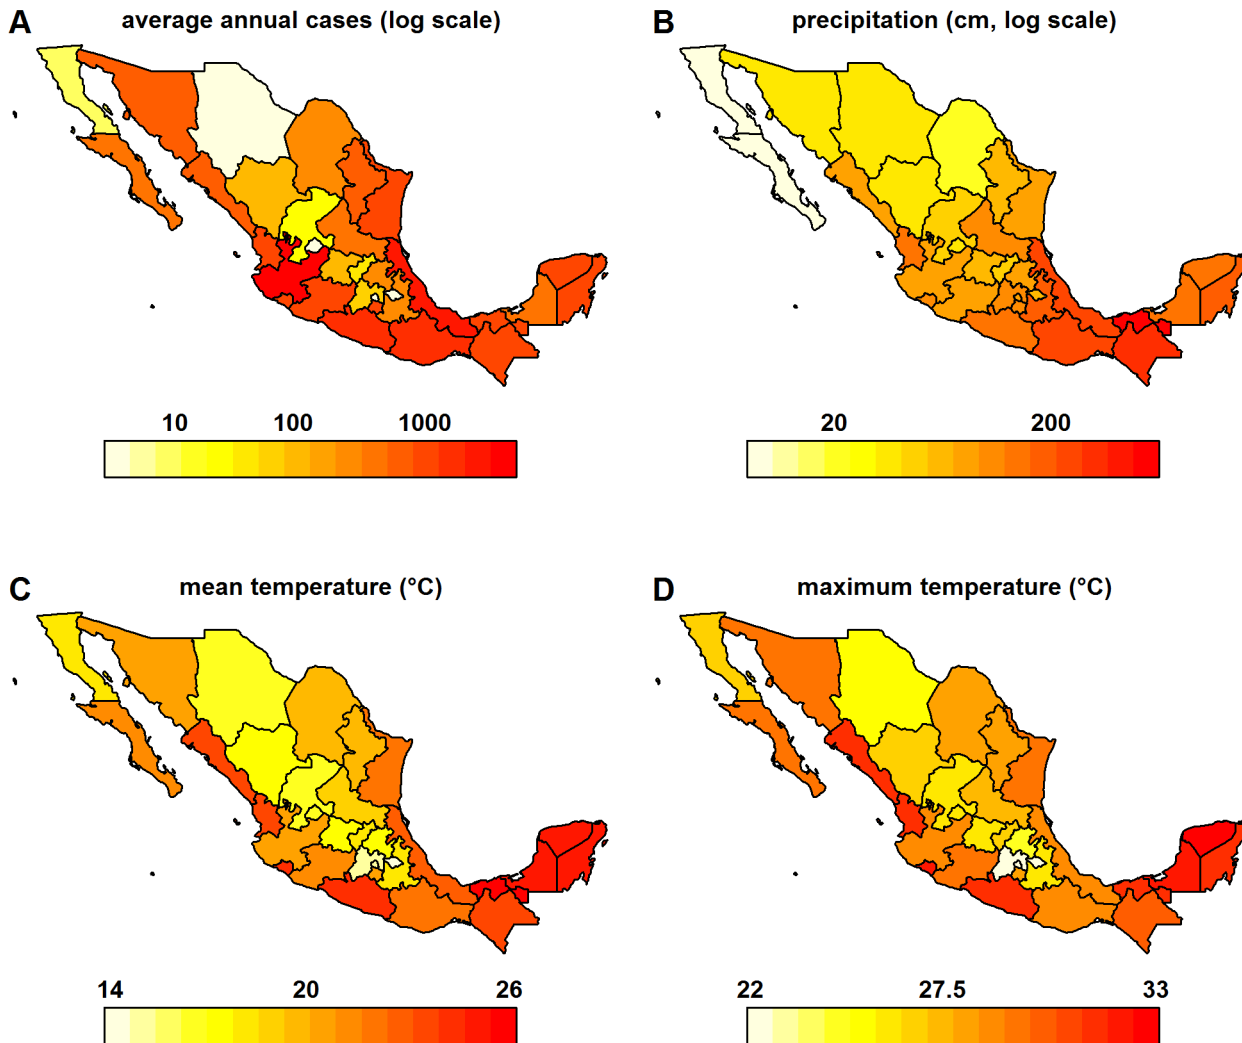 A average annual cases (log scale)
B precipitation (cm, log scale)
10 100 1000
20 200
C mean temperature (°C)
D maximum temperature (°C)
14 20 26
22 27.5 33